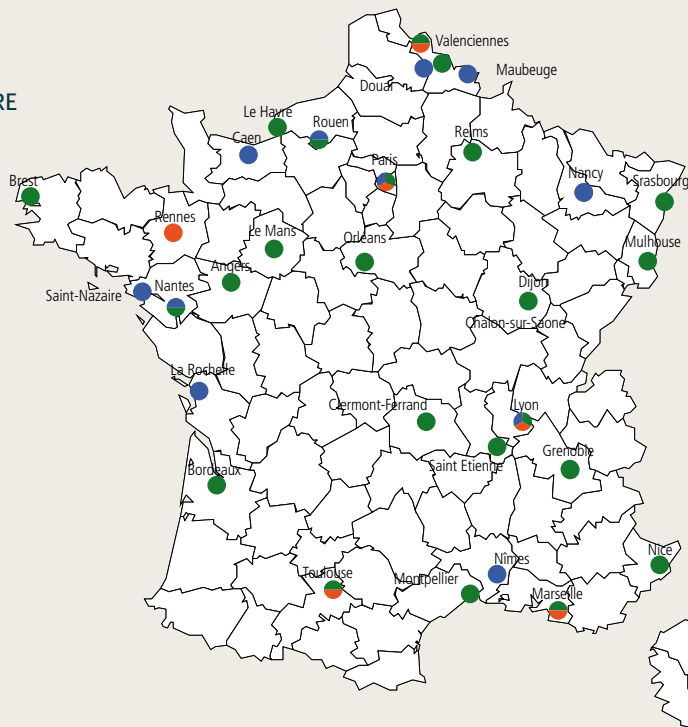 Valenciennes
Maubeuge
Douai
RE
Le Havre
Rouen
Caen
Reims
Paris
Nancy
Brest
Srasbourg
Rennes
Le Mans
Orléans
Mulhouse
Angers
Saint-Nazaire
Nantes
Dijon
Chalon-sur-Saone
La Rochelle
Clermont-Ferrand
Lyon
Saint Etienne
Grenoble
Bordeaux
Nîmes
Nice
Toulouse
Montpellier
Marseille